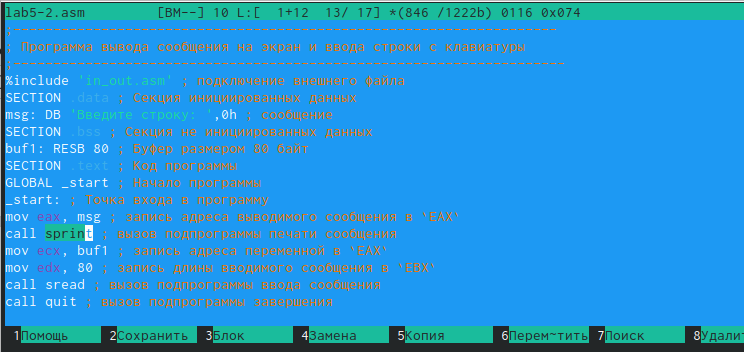 lab5-2.asm [BM--] 10 L:[ 1+12 13/ 17] *(846 /1222b) 0116 0x074
;---------------------------------------------------------------------
; Программа вывода сообщения на экран и ввода строки с клавиатуры
;----------------------------------------------------------------------
%include 'in_out.asm' ; подключение внешнего файла
SECTION .data ; Секция инициированных данных
msg: DB 'Введите строку: ',0h ; сообщение
SECTION .bss ; Секция не инициированных данных
buf1: RESB 80 ; Буфер размером 80 байт
SECTION .text ; Код программы
GLOBAL _start ; Начало программы
_start: ; Точка входа в программу
mov eax, msg ; запись адреса выводимого сообщения в `EAX`
call sprint ; вызов подпрограммы печати сообщения
mov ecx, buf1 ; запись адреса переменной в `EAX`
mov edx, 80 ; запись длины вводимого сообщения в `EBX`
call sread ; вызов подпрограммы ввода сообщения
call quit ; вызов подпрограммы завершения
1Помощь 2Сохранить 3Блок 4Замена 5Копия 6Перем~тить 7Поиск 8Удалит